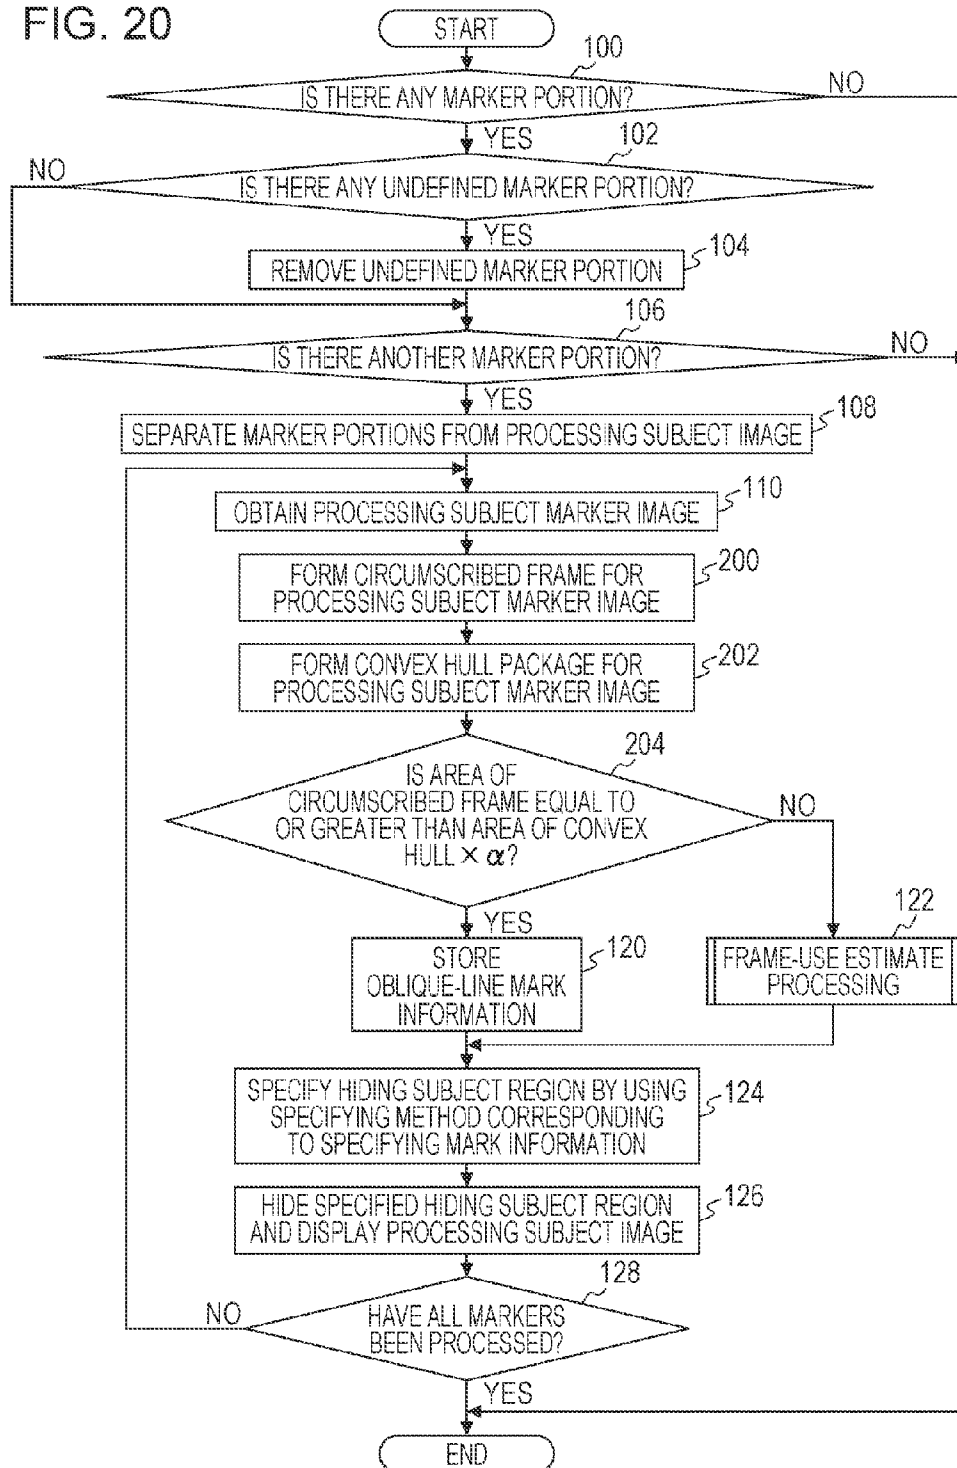 FIG. 20
START
100
IS THERE ANY MARKER PORTION?
NO
YES
102
NO
IS THERE ANY UNDEFINED MARKER PORTION?
YES
104
REMOVE UNDEFINED MARKER PORTION
106
IS THERE ANOTHER MARKER PORTION?
NO
YES
108
SEPARATE MARKER PORTIONS FROM PROCESSING SUBJECT IMAGE
110
OBTAIN PROCESSING SUBJECT MARKER IMAGE
200
FORM CIRCUMSCRIBED FRAME FOR
PROCESSING SUBJECT MARKER IMAGE
202
FORM CONVEX HULL PACKAGE FOR
PROCESSING SUBJECT MARKER IMAGE
204
IS AREA OF
CIRCUMSCRIBED FRAME EQUAL TO
OR GREATER THAN AREA OF CONVEX
HULL × α?
NO
YES
120
STORE
OBLIQUE-LINE MARK
INFORMATION
122
FRAME-USE ESTIMATE
PROCESSING
SPECIFY HIDING SUBJECT REGION BY USING
SPECIFYING METHOD CORRESPONDING
TO SPECIFYING MARK INFORMATION
124
HIDE SPECIFIED HIDING SUBJECT REGION
AND DISPLAY PROCESSING SUBJECT IMAGE
126
128
NO
HAVE ALL MARKERS
BEEN PROCESSED?
YES
END